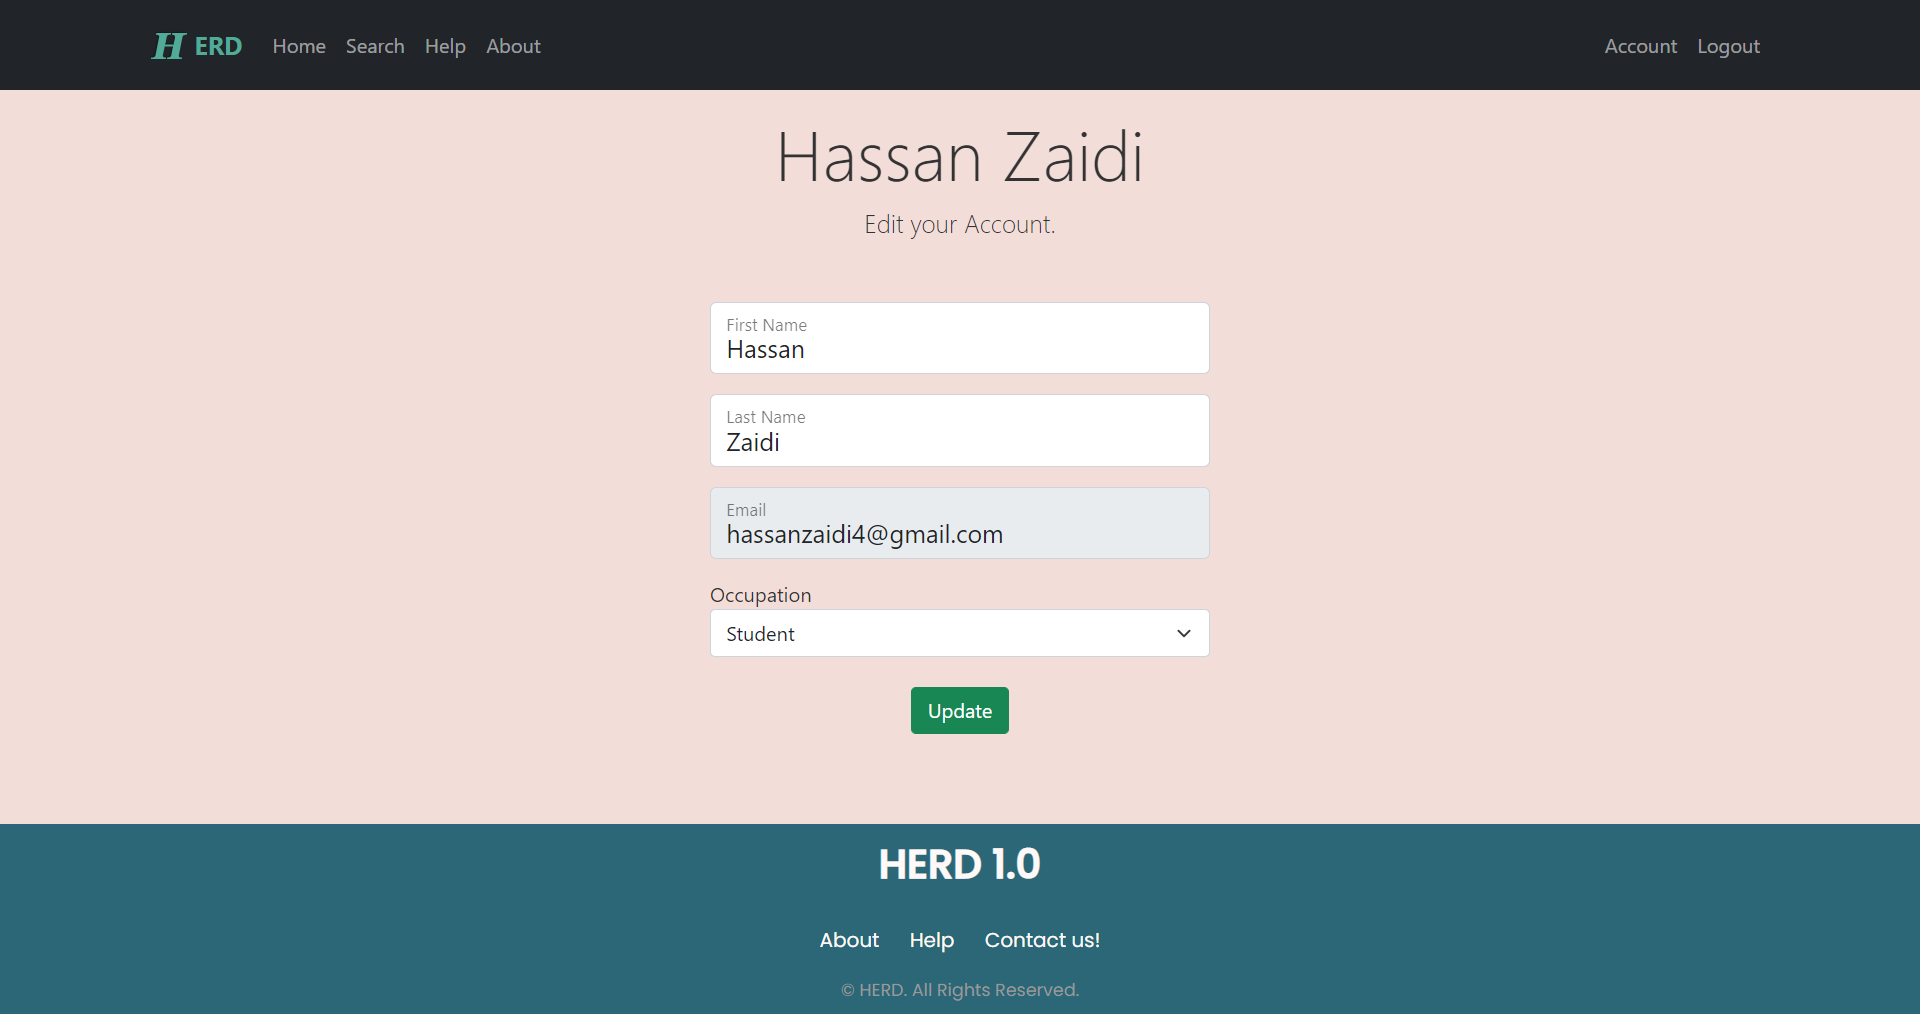 H ERD Home Search Help About Account Logout
Hassan Zaidi
Edit your Account.
First Name
Hassan
Last Name
Zaidi
Email
hassanzaidi4@gmail.com
Occupation
Student
Update
HERD 1.0
About Help Contact us!
© HERD. All Rights Reserved.